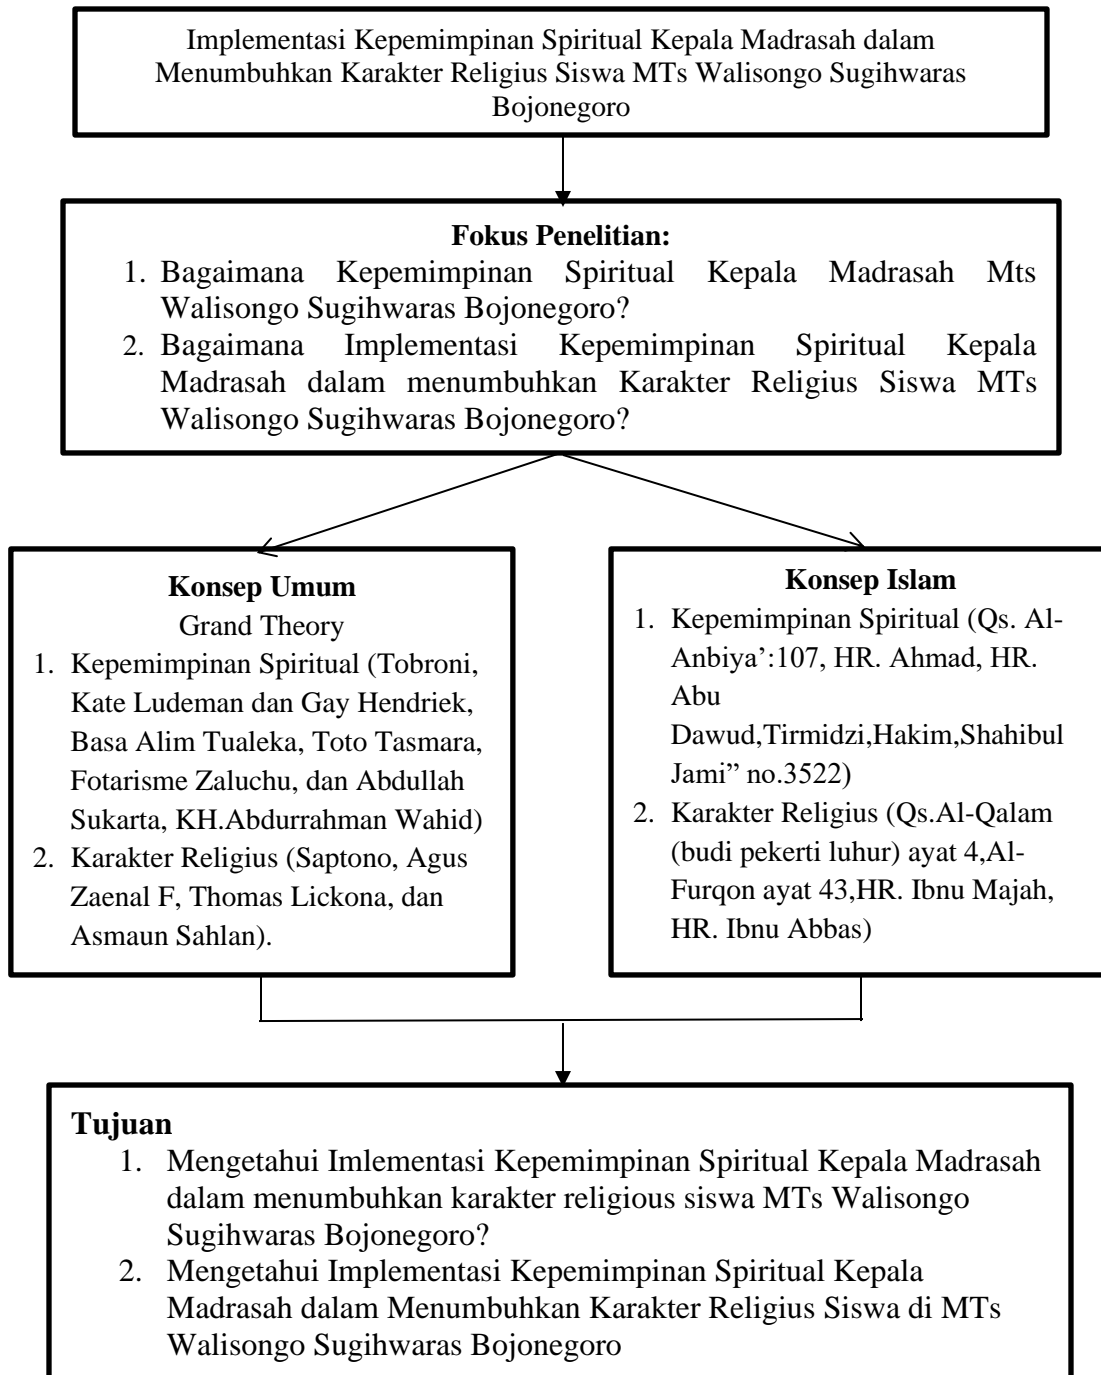 Implementasi Kepemimpinan Spiritual Kepala Madrasah dalam
Menumbuhkan Karakter Religius Siswa MTs Walisongo Sugihwaras
Bojonegoro
Fokus Penelitian:
1. Bagaimana Kepemimpinan Spiritual Kepala Madrasah Mts
Walisongo Sugihwaras Bojonegoro?
2. Bagaimana Implementasi Kepemimpinan Spiritual Kepala
Madrasah dalam menumbuhkan Karakter Religius Siswa MTs
Walisongo Sugihwaras Bojonegoro?
Konsep Umum
Grand Theory
1. Kepemimpinan Spiritual (Tobroni,
Kate Ludeman dan Gay Hendriek,
Basa Alim Tualeka, Toto Tasmara,
Fotarisme Zaluchu, dan Abdullah
Sukarta, KH.Abdurrahman Wahid)
2. Karakter Religius (Saptono, Agus
Zaenal F, Thomas Lickona, dan
Asmaun Sahlan).
Konsep Islam
1. Kepemimpinan Spiritual (Qs. Al-
Anbiya’:107, HR. Ahmad, HR.
Abu
Dawud,Tirmidzi,Hakim,Shahibul
Jami” no.3522)
2. Karakter Religius (Qs.Al-Qalam
(budi pekerti luhur) ayat 4,Al-
Furqon ayat 43,HR. Ibnu Majah,
HR. Ibnu Abbas)
Tujuan
1. Mengetahui Imlementasi Kepemimpinan Spiritual Kepala Madrasah
dalam menumbuhkan karakter religious siswa MTs Walisongo
Sugihwaras Bojonegoro?
2. Mengetahui Implementasi Kepemimpinan Spiritual Kepala
Madrasah dalam Menumbuhkan Karakter Religius Siswa di MTs
Walisongo Sugihwaras Bojonegoro